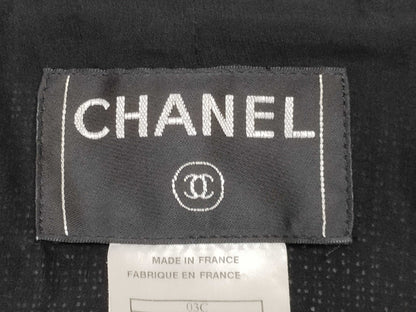 CHANEL
MADE IN FRANCE
FABRIQUE EN FRANCE
03C